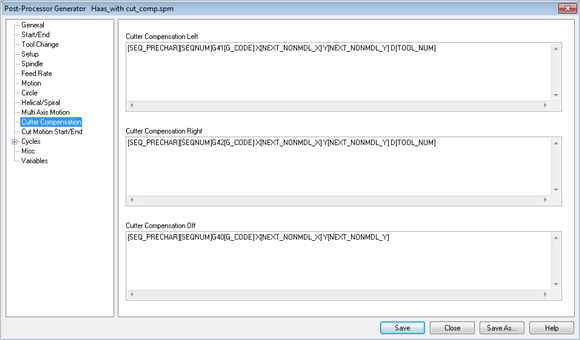 Post-Processor Generator Haas_with cut_comp.spm
General
Start/End
Tool Change
Setup
Spindle
Feed Rate
Motion
Circle
Helical/Spiral
Multi Axis Motion
Cutter Compensation
Cut Motion Start/End
Cycles
Misc
Variables
Cutter Compensation Left
[SEQ_PRECHAR][SEQNUM]G41[G_CODE] X[NEXT_NONMDL_X] Y[NEXT_NONMDL_Y] D[TOOL_NUM]
Cutter Compensation Right
[SEQ_PRECHAR][SEQNUM]G42[G_CODE] X[NEXT_NONMDL_X] Y[NEXT_NONMDL_Y] D[TOOL_NUM]
Cutter Compensation Off
[SEQ_PRECHAR][SEQNUM]G40[G_CODE] X[NEXT_NONMDL_X] Y[NEXT_NONMDL_Y]
Save
Close
Save As...
Help